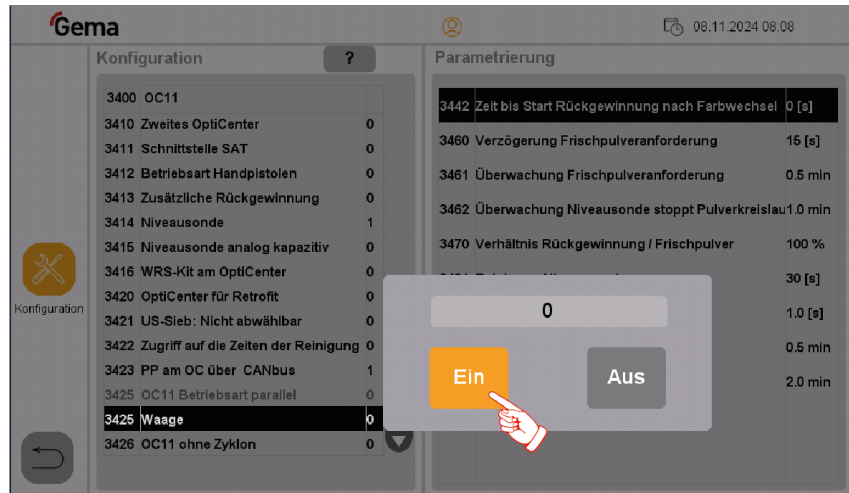 Gema
08.11.2024 08:08
Konfiguration
?
Parametrierung
3400 OC11
3410 Zweites OptiCenter 0
3411 Schnittstelle SAT 0
3412 Betriebsart Handpistolen 0
3413 Zusätzliche Rückgewinnung 0
3414 Niveausonde 1
3415 Niveausonde analog kapazitiv 0
3416 WRS-Kit am OptiCenter 0
3420 OptiCenter für Retrofit 0
3421 US-Sieb: Nicht abwählbar 0
3422 Zugriff auf die Zeiten der Reinigung 0
3423 PP am OC über CANbus 1
3425 OC11 Betriebsart parallel 0
3425 Waage 0
3426 OC11 ohne Zyklon 0
Konfiguration
3442 Zeit bis Start Rückgewinnung nach Farbwechsel 0 [s]
3460 Verzögerung Frischpulveranforderung 15 [s]
3461 Überwachung Frischpulveranforderung 0.5 min
3462 Überwachung Niveausonde stoppt Pulverkreislau 1.0 min
3470 Verhältnis Rückgewinnung / Frischpulver 100 %
30 [s]
1.0 [s]
0.5 min
2.0 min
0
Ein
Aus